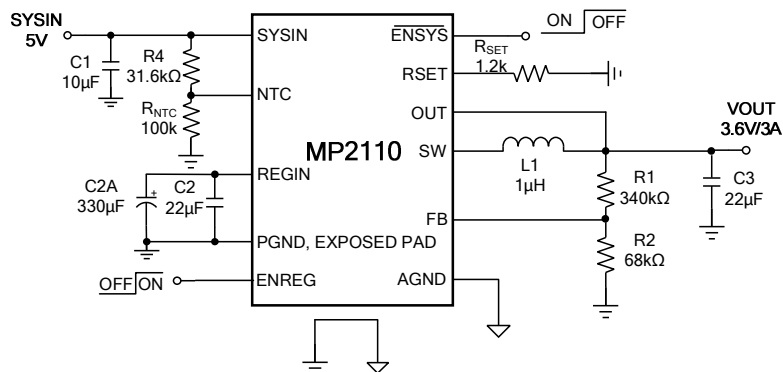 SYSIN
5V
C1
10µF
R4
31.6kΩ
RNTC
100k
C2A
330µF
+
C2
22µF
OFF ON
SYSIN
NTC
REGIN
PGND, EXPOSED PAD
ENREG
MP2110
ENSYS
RSET
OUT
SW
FB
AGND
ON OFF
RSET
1.2k
L1
1µH
VOUT
3.6V/3A
R1
340kΩ
R2
68kΩ
C3
22µF